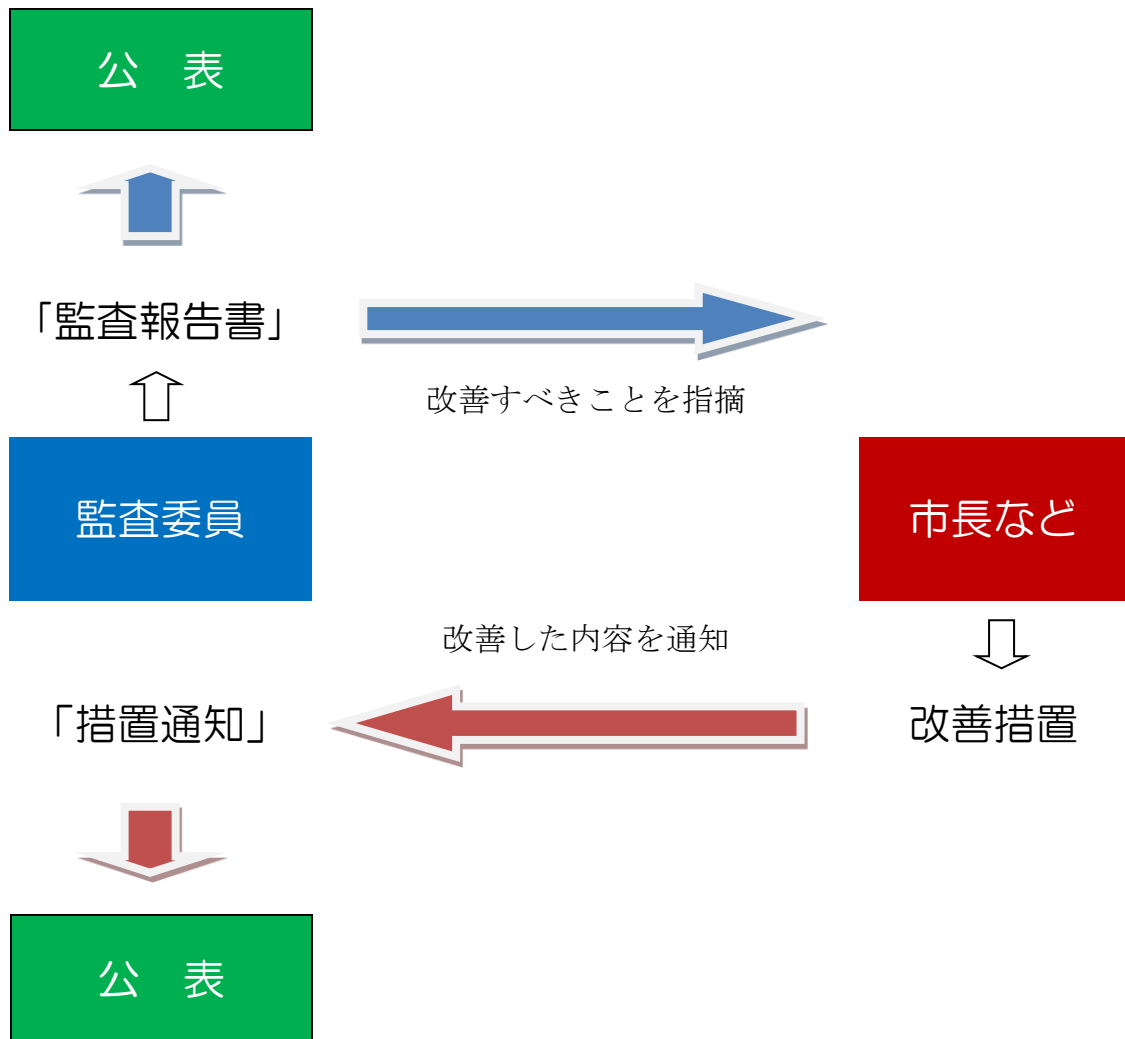 公　表
「監査報告書」
改善すべきことを指摘
監査委員
市長など
改善した内容を通知
「措置通知」
改善措置
公　表